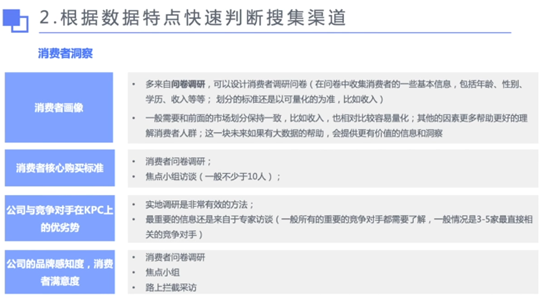 2.根据数据特点快速判断搜集渠道
消费者洞察
消费者画像
• 多来自问卷调研，可以设计消费者调研问卷（在问卷中收集消费者的一些基本信息，包括年龄、性别、
学历、收入等等； 划分的标准还是以可量化的为准，比如收入）
• 一般需要和前面的市场划分保持一致，比如收入，也相对比较容易量化；其他的因素更多帮助更好的理
解消费者人群；这一块未来如果有大数据的帮助，会提供更有价值的信息和洞察
消费者核心购买标准
• 消费者问卷调研；
• 焦点小组访谈（一般不少于10人）；
公司与竞争对手在KPC上
的优劣势
• 实地调研是非常有效的方法；
• 最重要的信息还是来自于专家访谈（一般所有的重要的竞争对手都需要了解，一般情况是3-5家最直接相
关的竞争对手）
公司的品牌感知度，消费
者满意度
• 消费者问卷调研
• 焦点小组
• 路上拦截采访